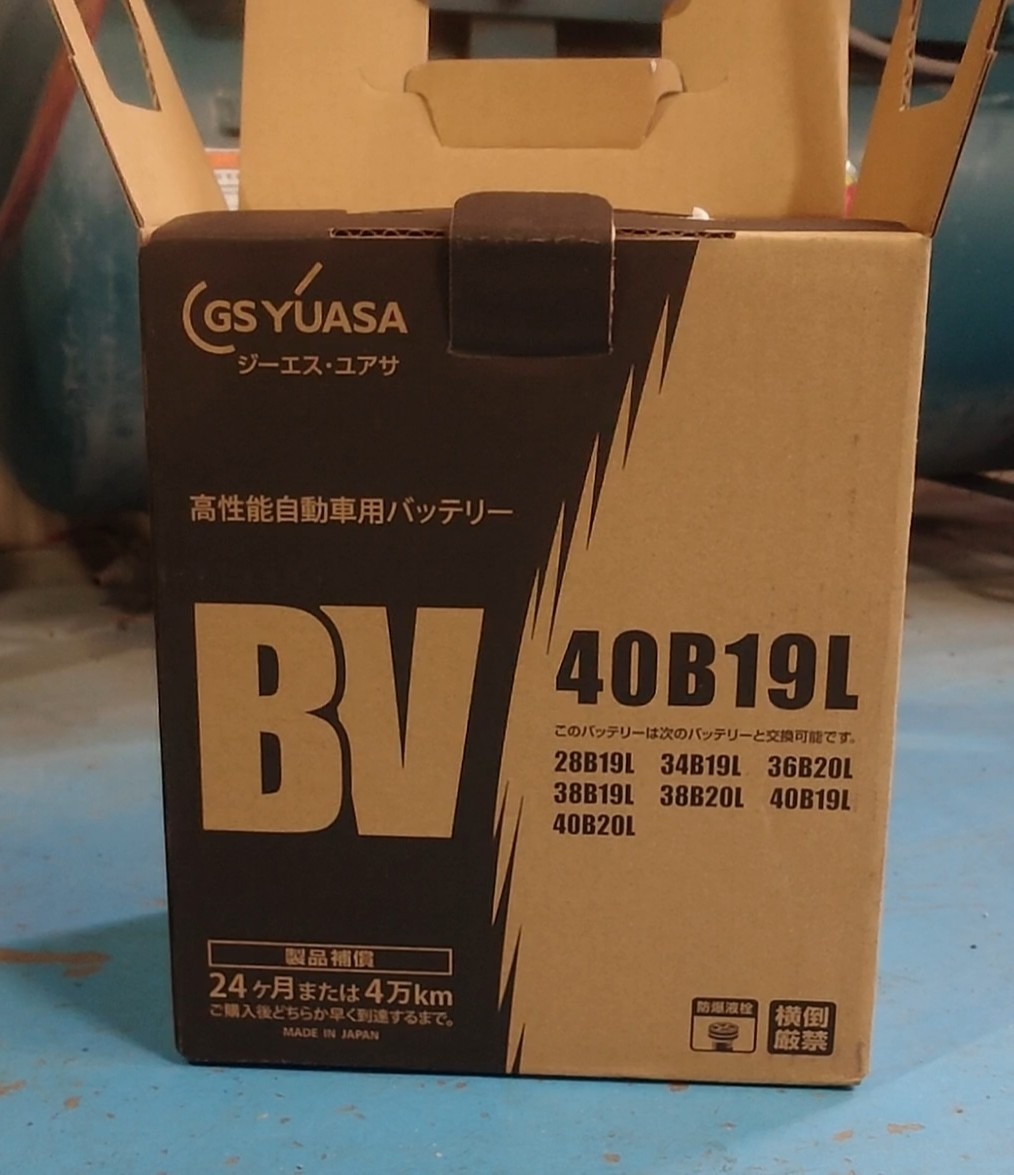 GS YUASA
ジーエス・ユアサ
高性能自動車用バッテリー
BV
40B19L
このバッテリーは次のバッテリーと交換可能です。
28B19L 34B19L 36B20L
38B19L 38B20L 40B19L
40B20L
製品補償
24ヶ月または4万km
ご購入後どちらか早く到達するまで。
MADE IN JAPAN
防爆液栓
横倒
厳禁